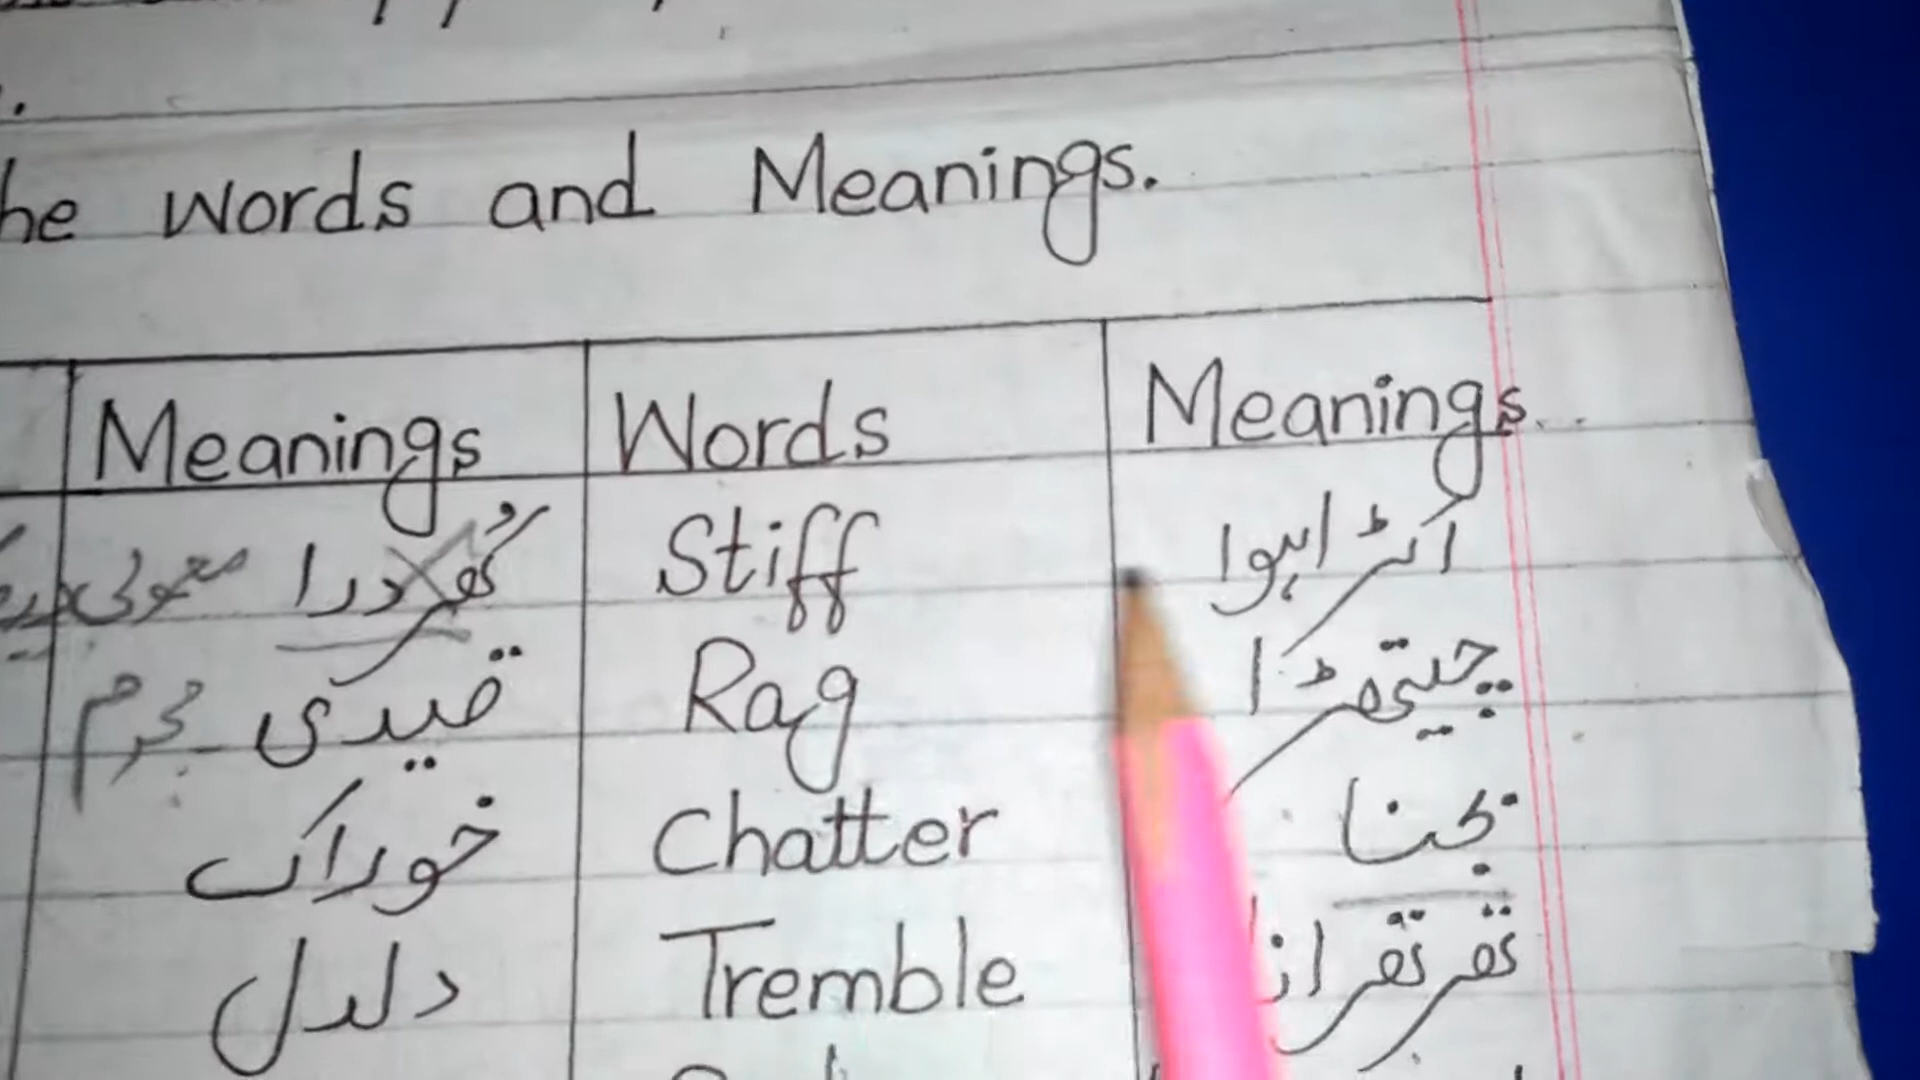 he Words and Meanings.
Meanings Words Meanings
کھردرا معمولی Stiff اکڑا ہوا
قیدی مجرم Rag چیتھڑا
خوراک Chatter بجنا
دلدل Tremble تھرتھرانا